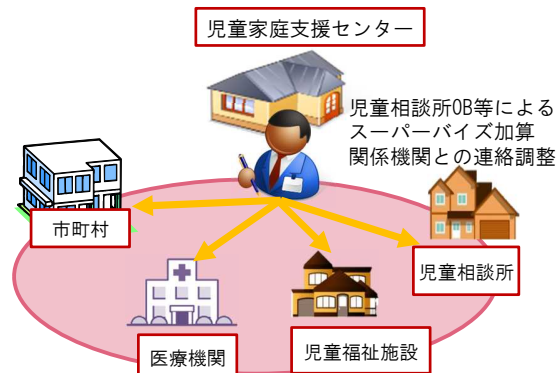 児童家庭支援センター
児童相談所OB等による
スーパーバイズ加算
関係機関との連絡調整
市町村
児童相談所
医療機関
児童福祉施設